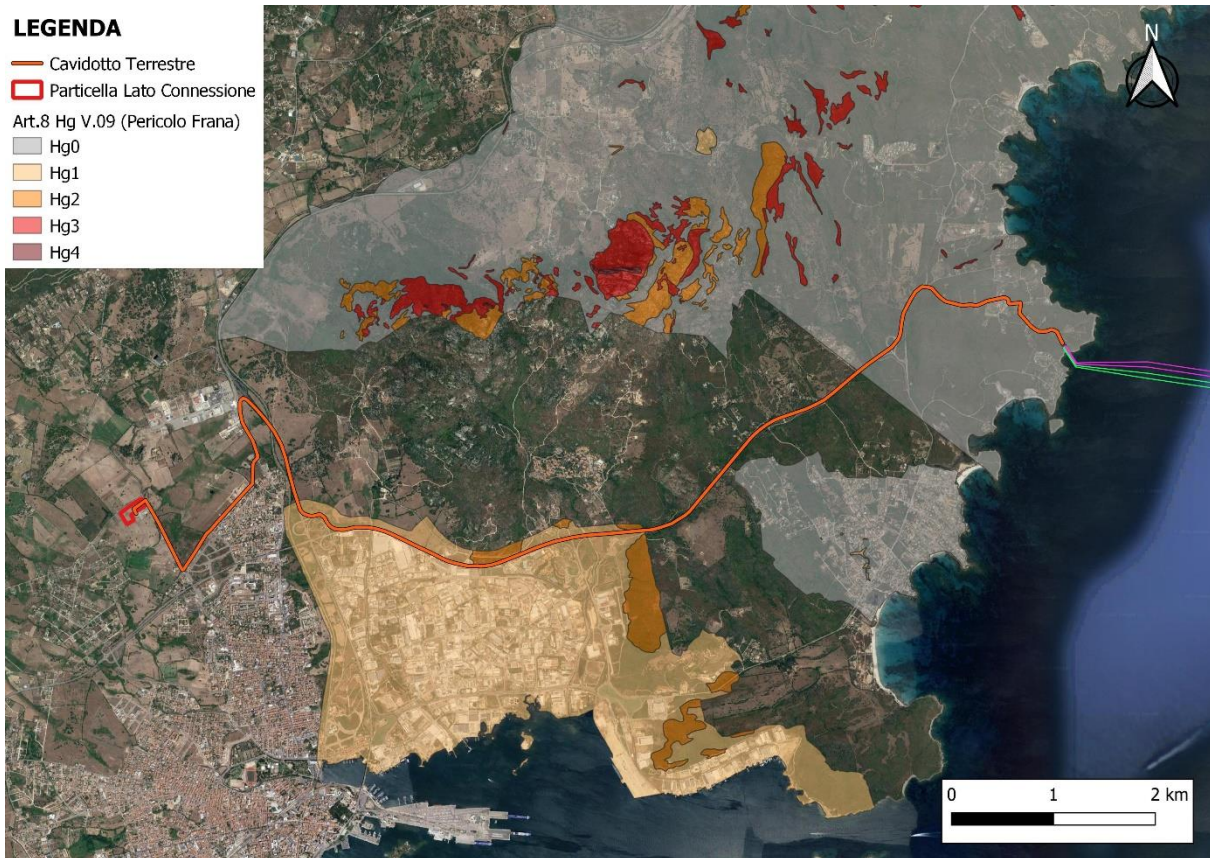 LEGENDA
Cavidotto Terrestre
Particella Lato Connessione
Art.8 Hg V.09 (Pericolo Frana)
Hg0
Hg1
Hg2
Hg3
Hg4
N
0 1 2 km